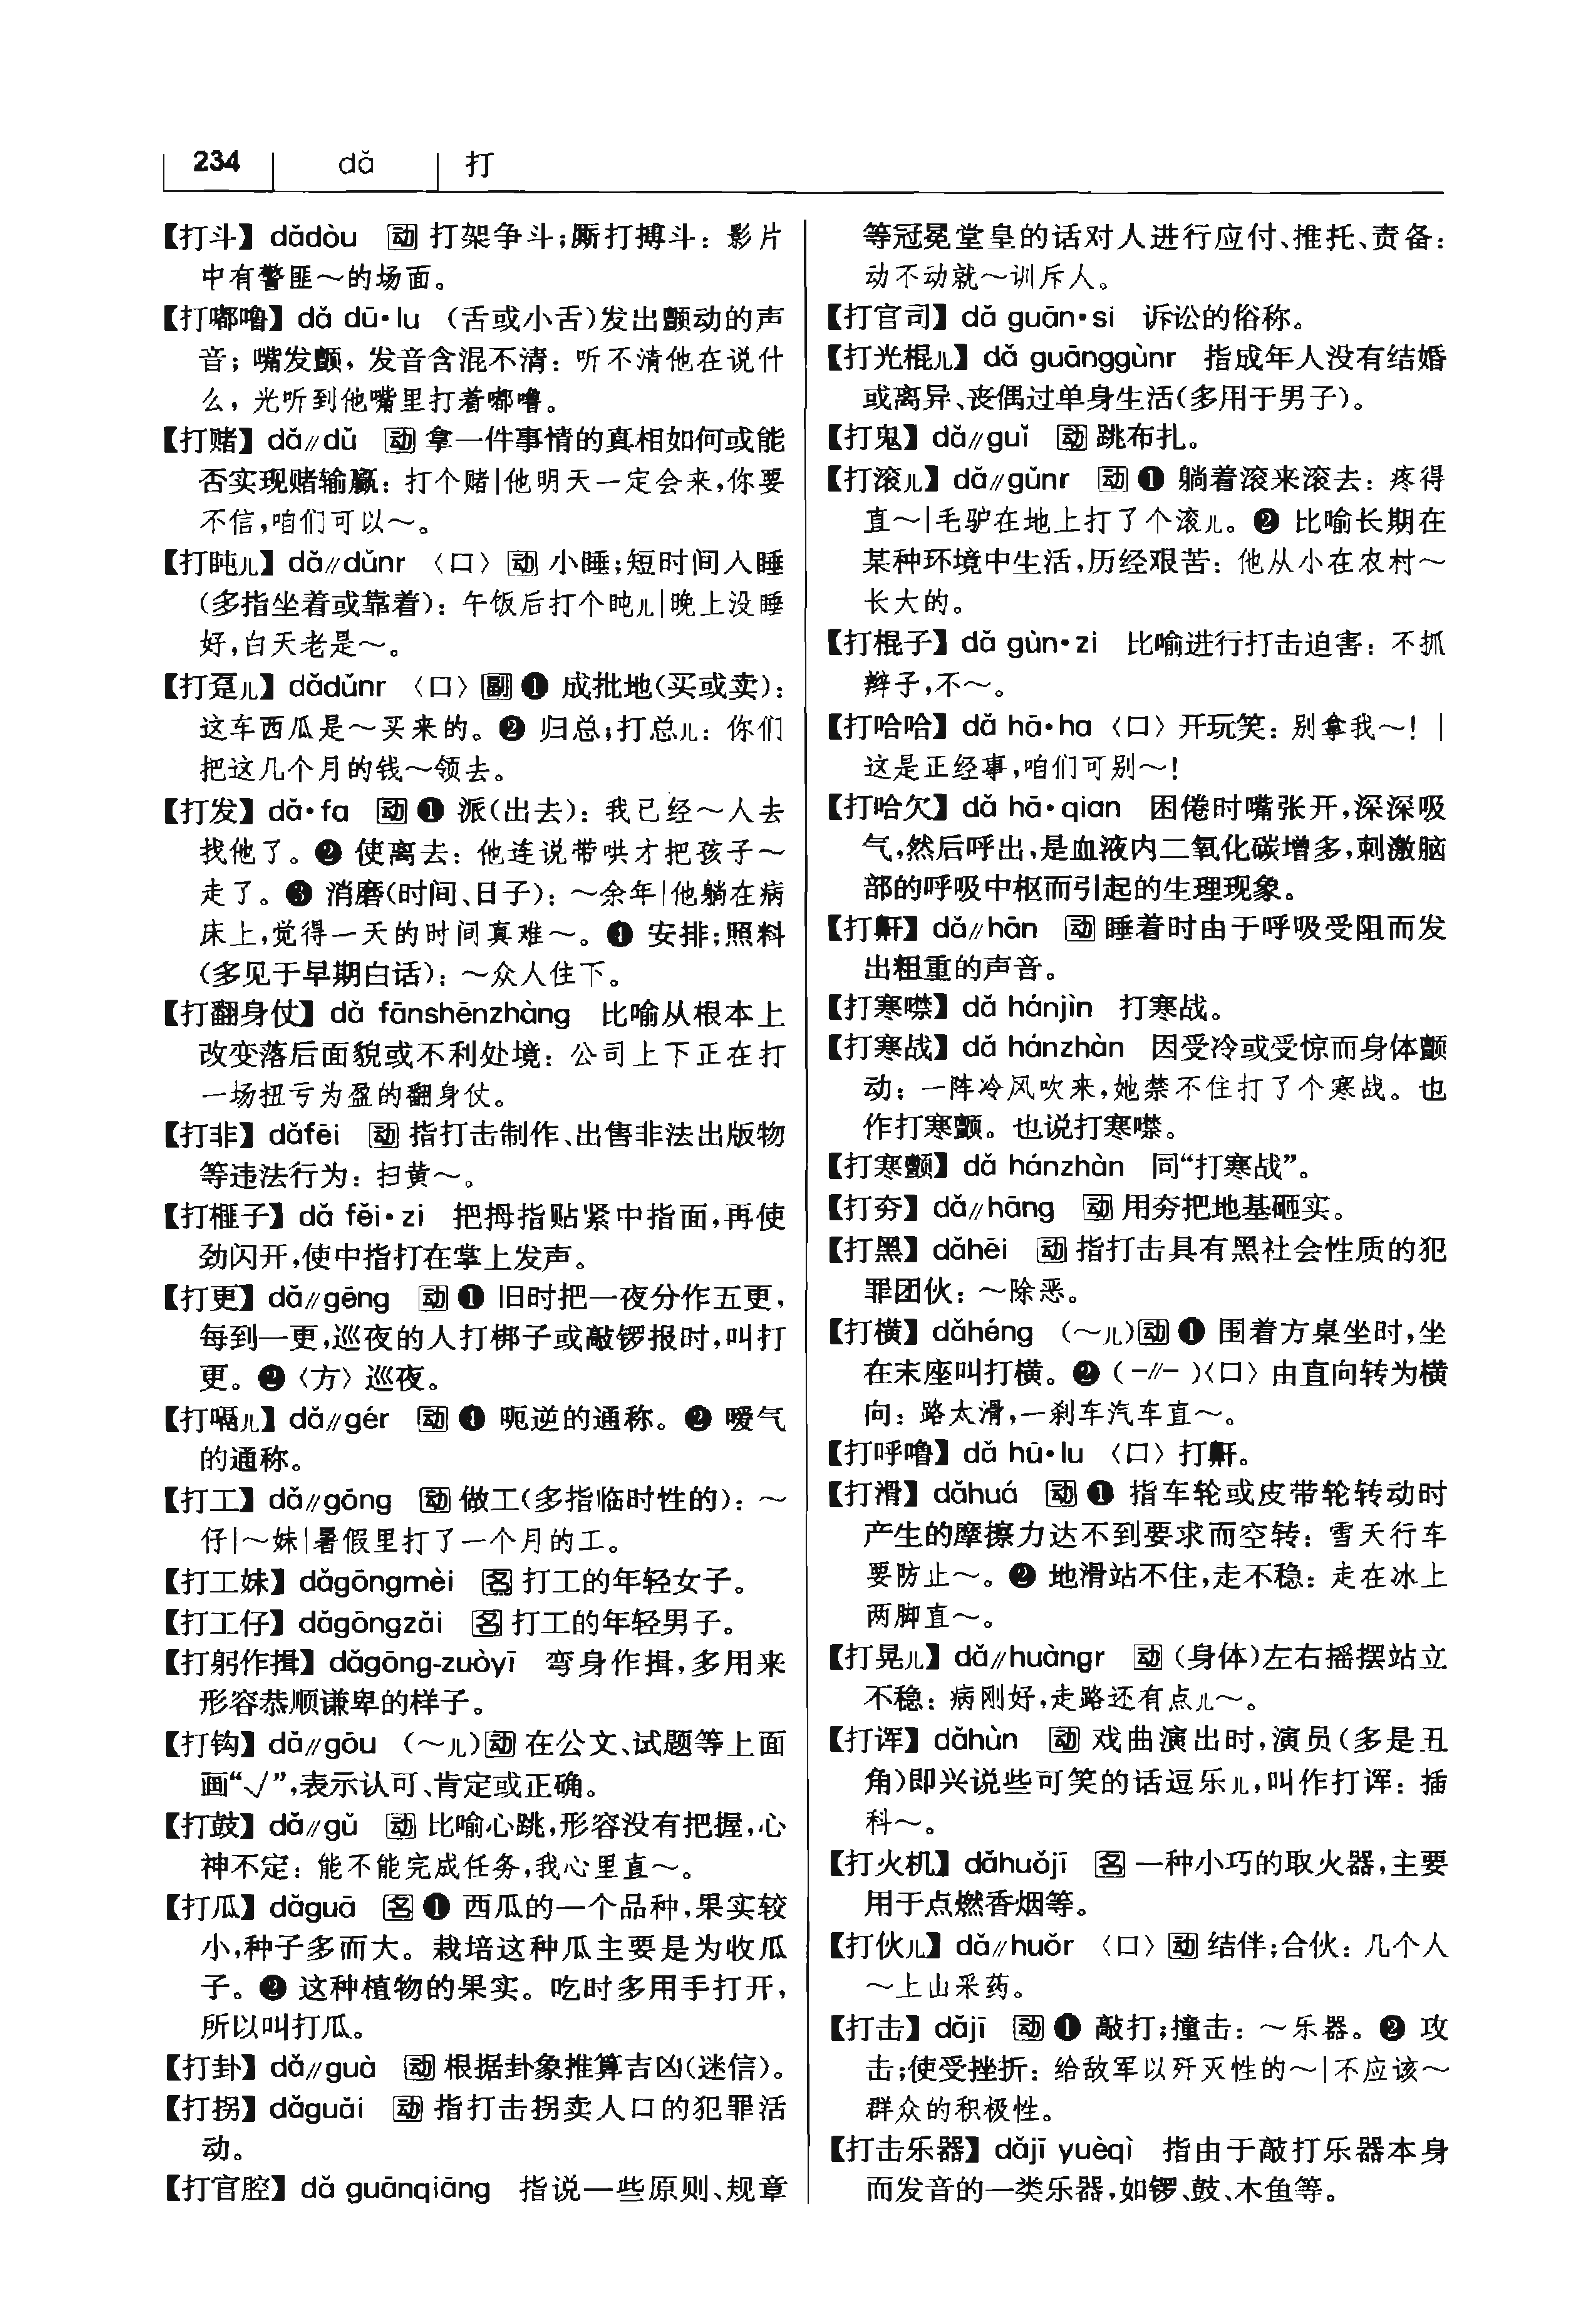 234 dǎ 打
【打斗】 dǎdòu 动 打架争斗;厮打搏斗：影片
中有警匪～的场面。
【打嘟噜】 dǎ dū•lu （舌或小舌)发出颤动的声
音；嘴发颤，发音含混不清：听不清他在说什
么，光听到他嘴里打着嘟噜。
【打赌】 dǎ//dǔ 动 拿一件事情的真相如何或能
否实现赌输赢：打个赌|他明天一定会来,你要
不信,咱们可以～。
【打盹儿】 dǎ//dǔnr 〈口〉 动 小睡;短时间入睡
(多指坐着或靠着)：午饭后打个盹儿|晚上没睡
好,白天老是～。
【打趸儿】 dǎdǔnr 〈口〉 副 ❶ 成批地(买或卖)：
这车西瓜是～买来的。❷ 归总;打总儿：你们
把这几个月的钱～领去。
【打发】 dǎ•fa 动 ❶ 派(出去)：我已经～人去
找他了。❷ 使离去：他连说带哄才把孩子～
走了。❸ 消磨(时间、日子)：～余年|他躺在病
床上,觉得一天的时间真难～。❹ 安排;照料
(多见于早期白话)：～众人住下。
【打翻身仗】 dǎ fānshēnzhàng 比喻从根本上
改变落后面貌或不利处境：公司上下正在打
一场扭亏为盈的翻身仗。
【打非】 dǎfēi 动 指打击制作、出售非法出版物
等违法行为：扫黄～。
【打榧子】 dǎ fěi•zi 把拇指贴紧中指面,再使
劲闪开,使中指打在掌上发声。
【打更】 dǎ//gēng 动 ❶ 旧时把一夜分作五更,
每到一更,巡夜的人打梆子或敲锣报时,叫打
更。❷ 〈方〉 巡夜。
【打嗝儿】 dǎ//gér 动 ❶ 呃逆的通称。❷ 嗳气
的通称。
【打工】 dǎ//gōng 动 做工(多指临时性的)：～
仔|～妹|暑假里打了一个月的工。
【打工妹】 dǎgōngmèi 名 打工的年轻女子。
【打工仔】 dǎgōngzǎi 名 打工的年轻男子。
【打躬作揖】 dǎgōng-zuòyī 弯身作揖,多用来
形容恭顺谦卑的样子。
【打钩】 dǎ//gōu (～儿) 动 在公文、试题等上面
画“√”,表示认可、肯定或正确。
【打鼓】 dǎ//gǔ 动 比喻心跳,形容没有把握,心
神不定：能不能完成任务,我心里直～。
【打瓜】 dǎguā 名 ❶ 西瓜的一个品种,果实较
小,种子多而大。栽培这种瓜主要是为收瓜
子。❷ 这种植物的果实。吃时多用手打开,
所以叫打瓜。
【打卦】 dǎ//guà 动 根据卦象推算吉凶(迷信)。
【打拐】 dǎguǎi 动 指打击拐卖人口的犯罪活
动。
【打官腔】 dǎ guānqiāng 指说一些原则、规章
等冠冕堂皇的话对人进行应付、推托、责备：
动不动就～训斥人。
【打官司】 dǎ guān•si 诉讼的俗称。
【打光棍儿】 dǎ guānggùnr 指成年人没有结婚
或离异、丧偶过单身生活(多用于男子)。
【打鬼】 dǎ//guǐ 动 跳布扎。
【打滚儿】 dǎ//gǔnr 动 ❶ 躺着滚来滚去：疼得
直～|毛驴在地上打了个滚儿。❷ 比喻长期在
某种环境中生活,历经艰苦：他从小在农村～
长大的。
【打棍子】 dǎ gùn•zi 比喻进行打击迫害：不抓
辫子,不～。
【打哈哈】 dǎ hā•ha 〈口〉 开玩笑：别拿我～！|
这是正经事,咱们可别～！
【打哈欠】 dǎ hā•qian 困倦时嘴张开,深深吸
气,然后呼出,是血液内二氧化碳增多,刺激脑
部的呼吸中枢而引起的生理现象。
【打鼾】 dǎ//hān 动 睡着时由于呼吸受阻而发
出粗重的声音。
【打寒噤】 dǎ hánjìn 打寒战。
【打寒战】 dǎ hánzhàn 因受冷或受惊而身体颤
动：一阵冷风吹来,她禁不住打了个寒战。也
作打寒颤。也说打寒噤。
【打寒颤】 dǎ hánzhàn 同“打寒战”。
【打夯】 dǎ//hāng 动 用夯把地基砸实。
【打黑】 dǎhēi 动 指打击具有黑社会性质的犯
罪团伙：～除恶。
【打横】 dǎhéng (～儿) 动 ❶ 围着方桌坐时,坐
在末座叫打横。❷ (-//-)〈口〉 由直向转为横
向：路太滑,一刹车汽车直～。
【打呼噜】 dǎ hū•lu 〈口〉 打鼾。
【打滑】 dǎhuá 动 ❶ 指车轮或皮带轮转动时
产生的摩擦力达不到要求而空转：雪天行车
要防止～。❷ 地滑站不住,走不稳：走在冰上
两脚直～。
【打晃儿】 dǎ//huàngr 动 (身体)左右摇摆站立
不稳：病刚好,走路还有点儿～。
【打诨】 dǎhùn 动 戏曲演出时,演员(多是丑
角)即兴说些可笑的话逗乐儿,叫作打诨：插
科～。
【打火机】 dǎhuǒjī 名 一种小巧的取火器,主要
用于点燃香烟等。
【打伙儿】 dǎ//huǒr 〈口〉 动 结伴;合伙：几个人
～上山采药。
【打击】 dǎjī 动 ❶ 敲打;撞击：～乐器。❷ 攻
击;使受挫折：给敌军以歼灭性的～|不应该～
群众的积极性。
【打击乐器】 dǎjī yuèqì 指由于敲打乐器本身
而发音的一类乐器,如锣、鼓、木鱼等。